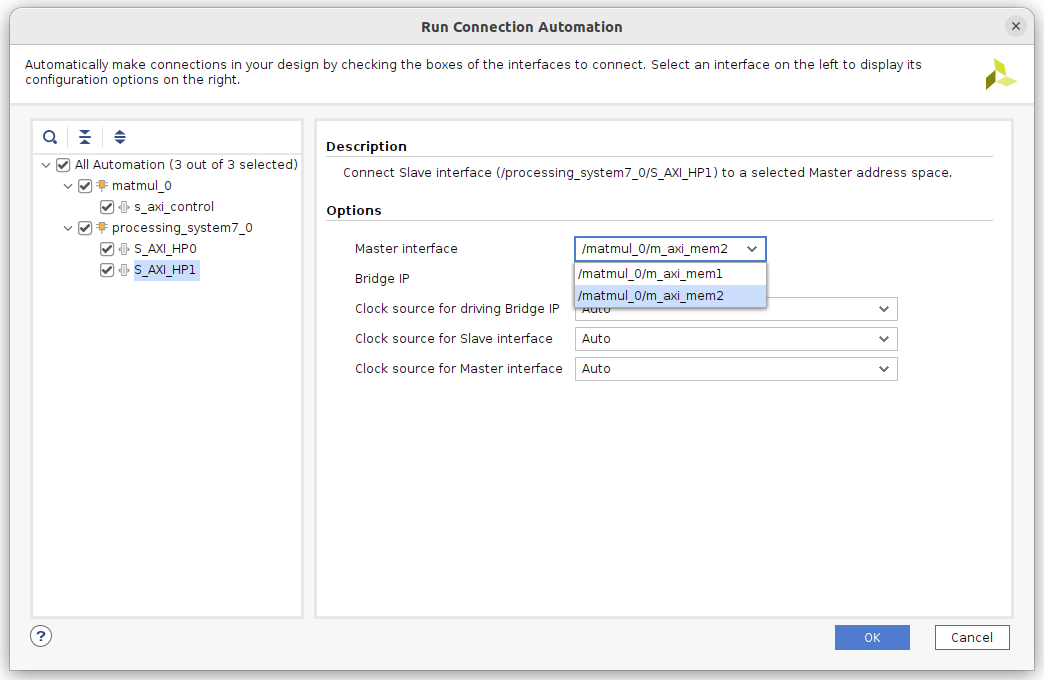 Run Connection Automation
Automatically make connections in your design by checking the boxes of the interfaces to connect. Select an interface on the left to display its
configuration options on the right.
All Automation (3 out of 3 selected)
matmul_0
s_axi_control
processing_system7_0
S_AXI_HP0
S_AXI_HP1
Description
Connect Slave interface (/processing_system7_0/S_AXI_HP1) to a selected Master address space.
Options
Master interface
/matmul_0/m_axi_mem2
/matmul_0/m_axi_mem1
/matmul_0/m_axi_mem2
Bridge IP
Clock source for driving Bridge IP
Auto
Clock source for Slave interface
Auto
Clock source for Master interface
Auto
?
OK
Cancel